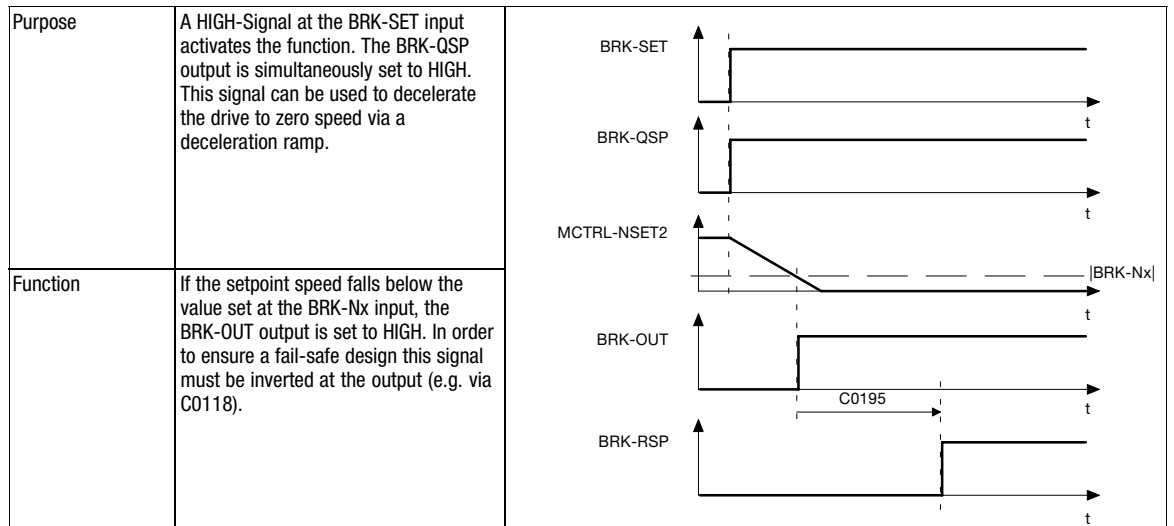 Purpose
A HIGH-Signal at the BRK-SET input
activates the function. The BRK-QSP
output is simultaneously set to HIGH.
This signal can be used to decelerate
the drive to zero speed via a
deceleration ramp.
Function
If the setpoint speed falls below the
value set at the BRK-Nx input, the
BRK-OUT output is set to HIGH. In order
to ensure a fail-safe design this signal
must be inverted at the output (e.g. via
C0118).
BRK-SET
t
BRK-QSP
t
MCTRL-NSET2
|BRK-Nx|
t
BRK-OUT
C0195
t
BRK-RSP
t